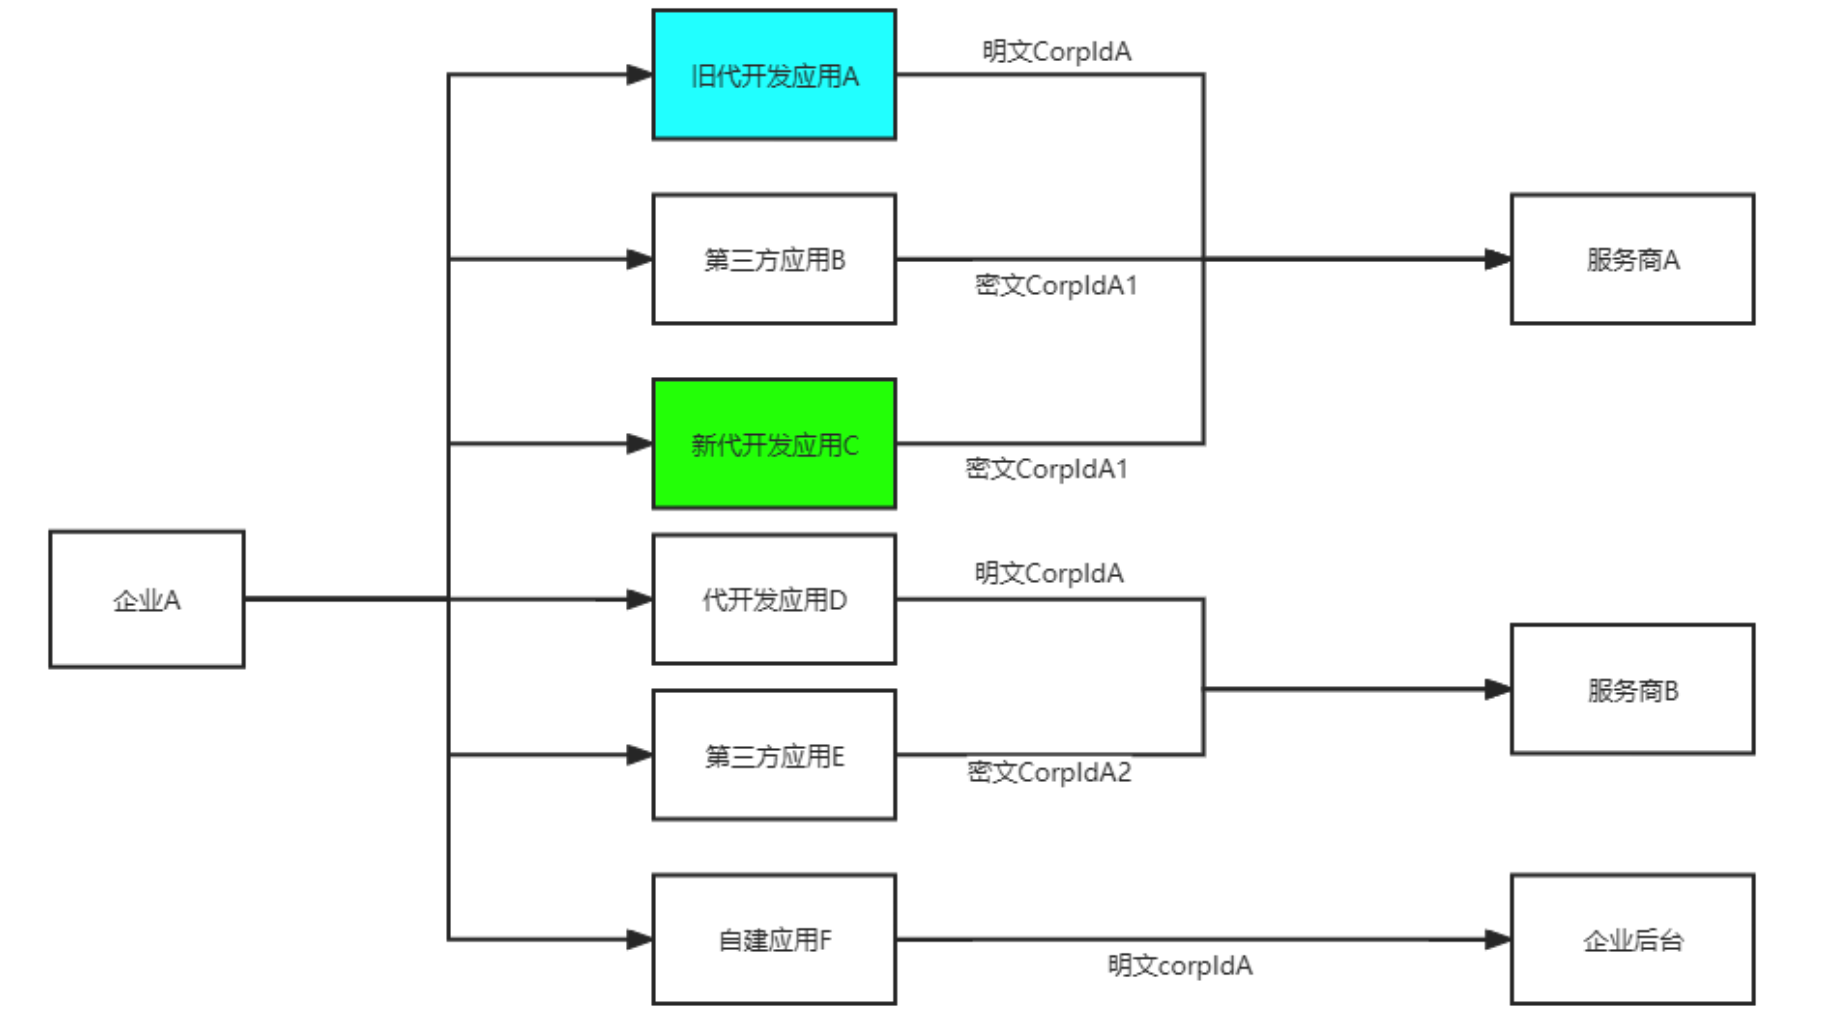 旧代开发应用A
明文CorpIdA
第三方应用B
密文CorpIdA1
服务商A
新代开发应用C
密文CorpIdA1
企业A
代开发应用D
明文CorpIdA
第三方应用E
密文CorpIdA2
服务商B
自建应用F
明文corpIdA
企业后台